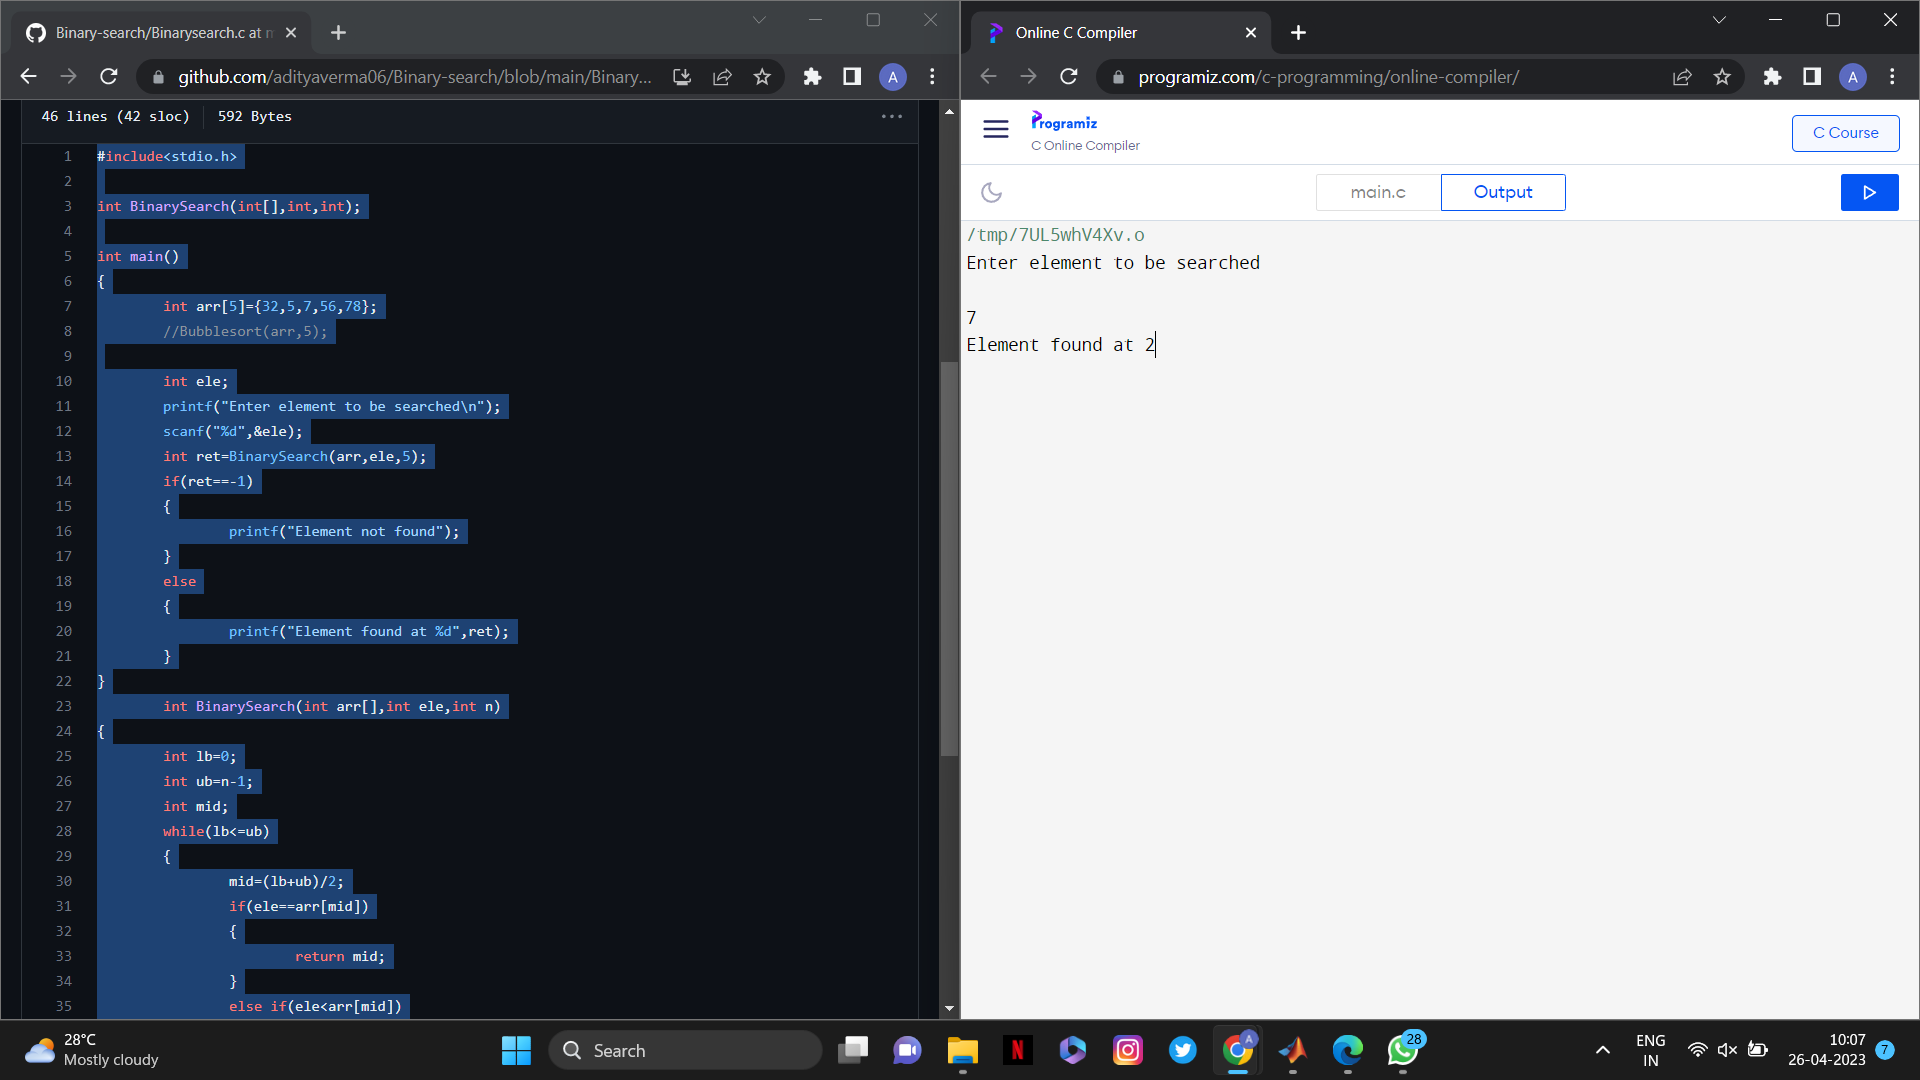 Binary-search/Binarysearch.c at m
github.com/adityaverma06/Binary-search/blob/main/Binary...
A
46 lines (42 sloc) 592 Bytes
1 #include<stdio.h>
2
3 int BinarySearch(int[],int,int);
4
5 int main()
6 {
7 int arr[5]={32,5,7,56,78};
8 //Bubblesort(arr,5);
9
10 int ele;
11 printf("Enter element to be searched\n");
12 scanf("%d",&ele);
13 int ret=BinarySearch(arr,ele,5);
14 if(ret==-1)
15 {
16 printf("Element not found");
17 }
18 else
19 {
20 printf("Element found at %d",ret);
21 }
22 }
23 int BinarySearch(int arr[],int ele,int n)
24 {
25 int lb=0;
26 int ub=n-1;
27 int mid;
28 while(lb<=ub)
29 {
30 mid=(lb+ub)/2;
31 if(ele==arr[mid])
32 {
33 return mid;
34 }
35 else if(ele<arr[mid])
Online C Compiler
programiz.com/c-programming/online-compiler/
A
Programiz
C Online Compiler
C Course
main.c
Output
/tmp/7UL5whV4Xv.o
Enter element to be searched
7
Element found at 2
28°C
Mostly cloudy
Search
N
A
28
ENG
IN
10:07
26-04-2023
7